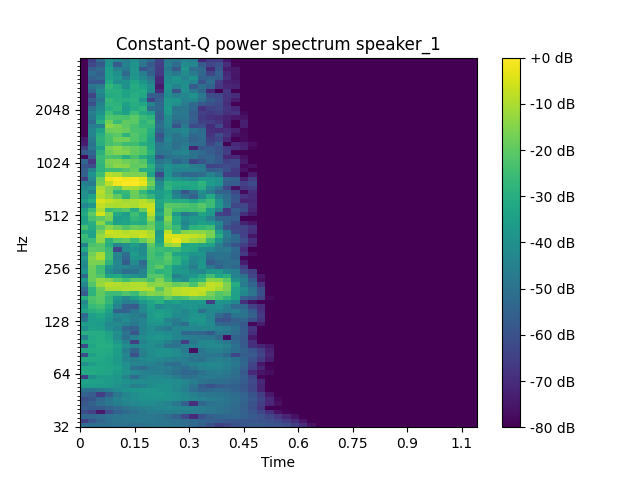 Constant-Q power spectrum speaker_1
+0 dB
-10 dB
-20 dB
-30 dB
-40 dB
-50 dB
-60 dB
-70 dB
-80 dB
Hz
2048
1024
512
256
128
64
32
0 0.15 0.3 0.45 0.6 0.75 0.9 1.1
Time